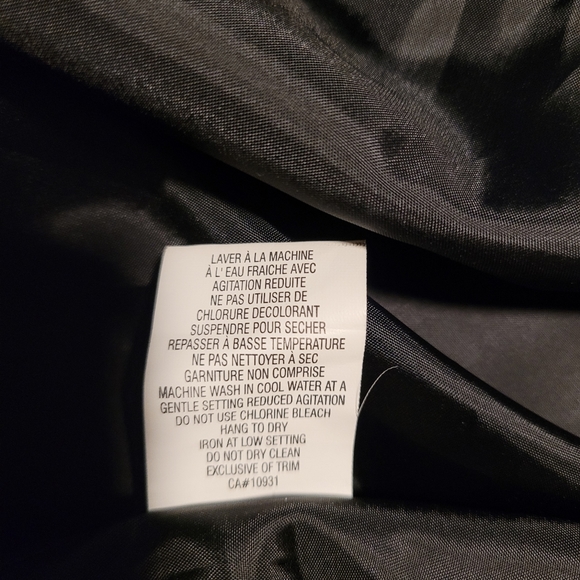 LAVER À LA MACHINE
À L'EAU FRAICHE AVEC
AGITATION REDUITE
NE PAS UTILISER DE
CHLORURE DECOLORANT
SUSPENDRE POUR SECHER
REPASSER À BASSE TEMPERATURE
NE PAS NETTOYER À SEC
GARNITURE NON COMPRISE
MACHINE WASH IN COOL WATER AT A
GENTLE SETTING REDUCED AGITATION
DO NOT USE CHLORINE BLEACH
HANG TO DRY
IRON AT LOW SETTING
DO NOT DRY CLEAN
EXCLUSIVE OF TRIM
CA#10931